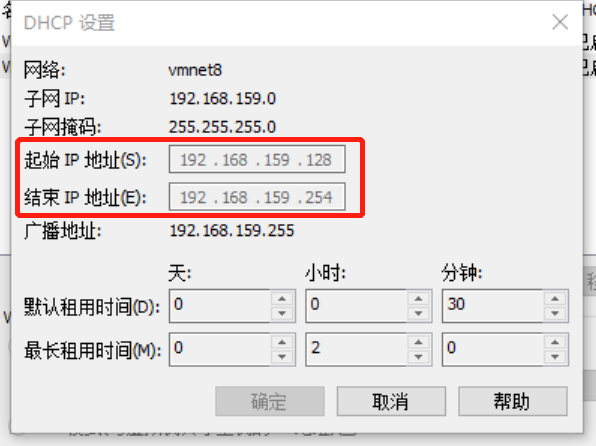 DHCP 设置
网络: vmnet8
子网 IP: 192.168.159.0
子网掩码: 255.255.255.0
起始 IP 地址(S): 192 .168 .159 .128
结束 IP 地址(E): 192 .168 .159 .254
广播地址: 192.168.159.255
天: 小时: 分钟:
默认租用时间(D): 0 0 30
最长租用时间(M): 0 2 0
确定 取消 帮助